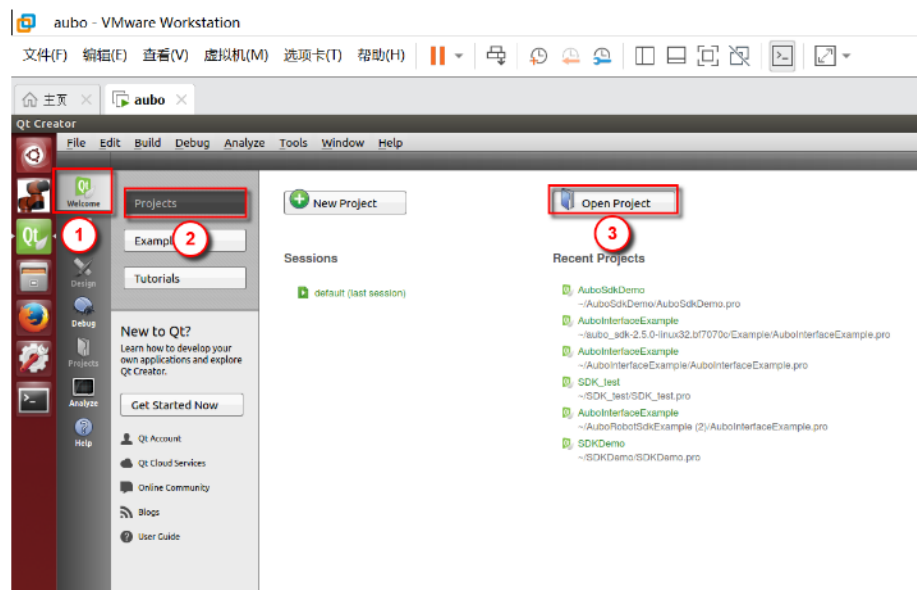 aubo - VMware Workstation
文件(F) 编辑(E) 查看(V) 虚拟机(M) 选项卡(T) 帮助(H)
主页 aubo
Qt Creator
File Edit Build Debug Analyze Tools Window Help
Qt
Welcome
1
Design
Debug
Projects
Analyze
Help
Projects
2
Exampl
Tutorials
New to Qt?
Learn how to develop your
own applications and explore
Qt Creator.
Get Started Now
Qt Account
Qt Cloud Services
Online Community
Blogs
User Guide
New Project
Sessions
default (last session)
Open Project
3
Recent Projects
AuboSdkDemo
~/AuboSdkDemo/AuboSdkDemo.pro
AuboInterfaceExample
~/aubo_sdk-2.5.0-linux32.bf7070c/Example/AuboInterfaceExample.pro
AuboInterfaceExample
~/AuboInterfaceExample/AuboInterfaceExample.pro
SDK_test
~/SDK_test/SDK_test.pro
AuboInterfaceExample
~/AuboRobotSdkExample (2)/AuboInterfaceExample.pro
SDKDemo
~/SDKDemo/SDKDemo.pro